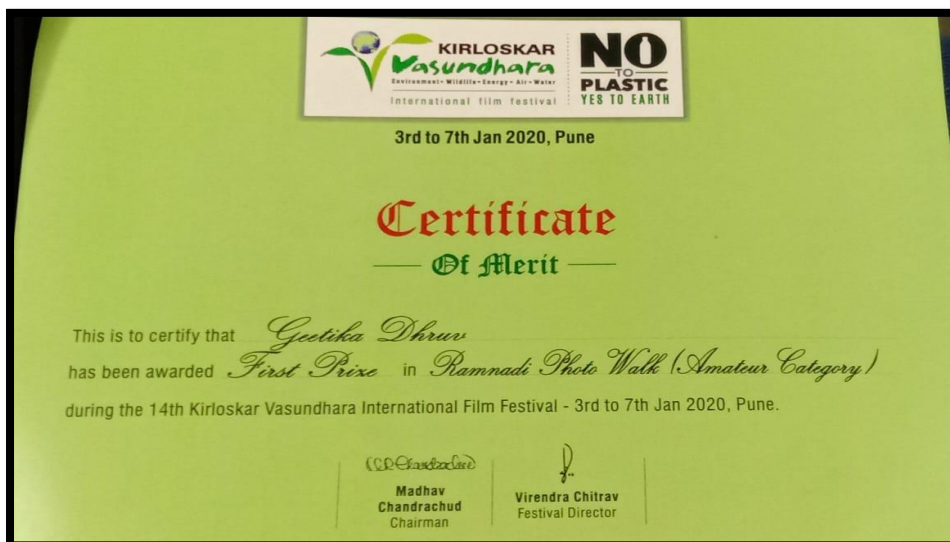 KIRLOSKAR
Vasundhara
Environment • Wildlife • Energy • Air • Water
International film festival
NO
TO
PLASTIC
YES TO EARTH
3rd to 7th Jan 2020, Pune
Certificate
Of Merit
This is to certify that Geetika Dhruv
has been awarded First Prize in Ramnadi Photo Walk (Amateur Category)
during the 14th Kirloskar Vasundhara International Film Festival - 3rd to 7th Jan 2020, Pune.
Madhav
Chandrachud
Chairman
Virendra Chitrav
Festival Director